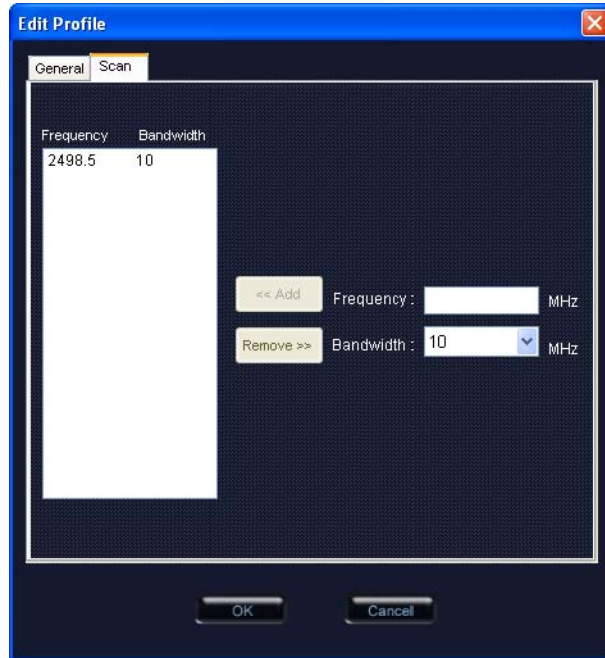 Edit Profile
General Scan
Frequency Bandwidth
2498.5 10
<< Add Frequency : MHz
Remove >> Bandwidth : 10 MHz
OK Cancel